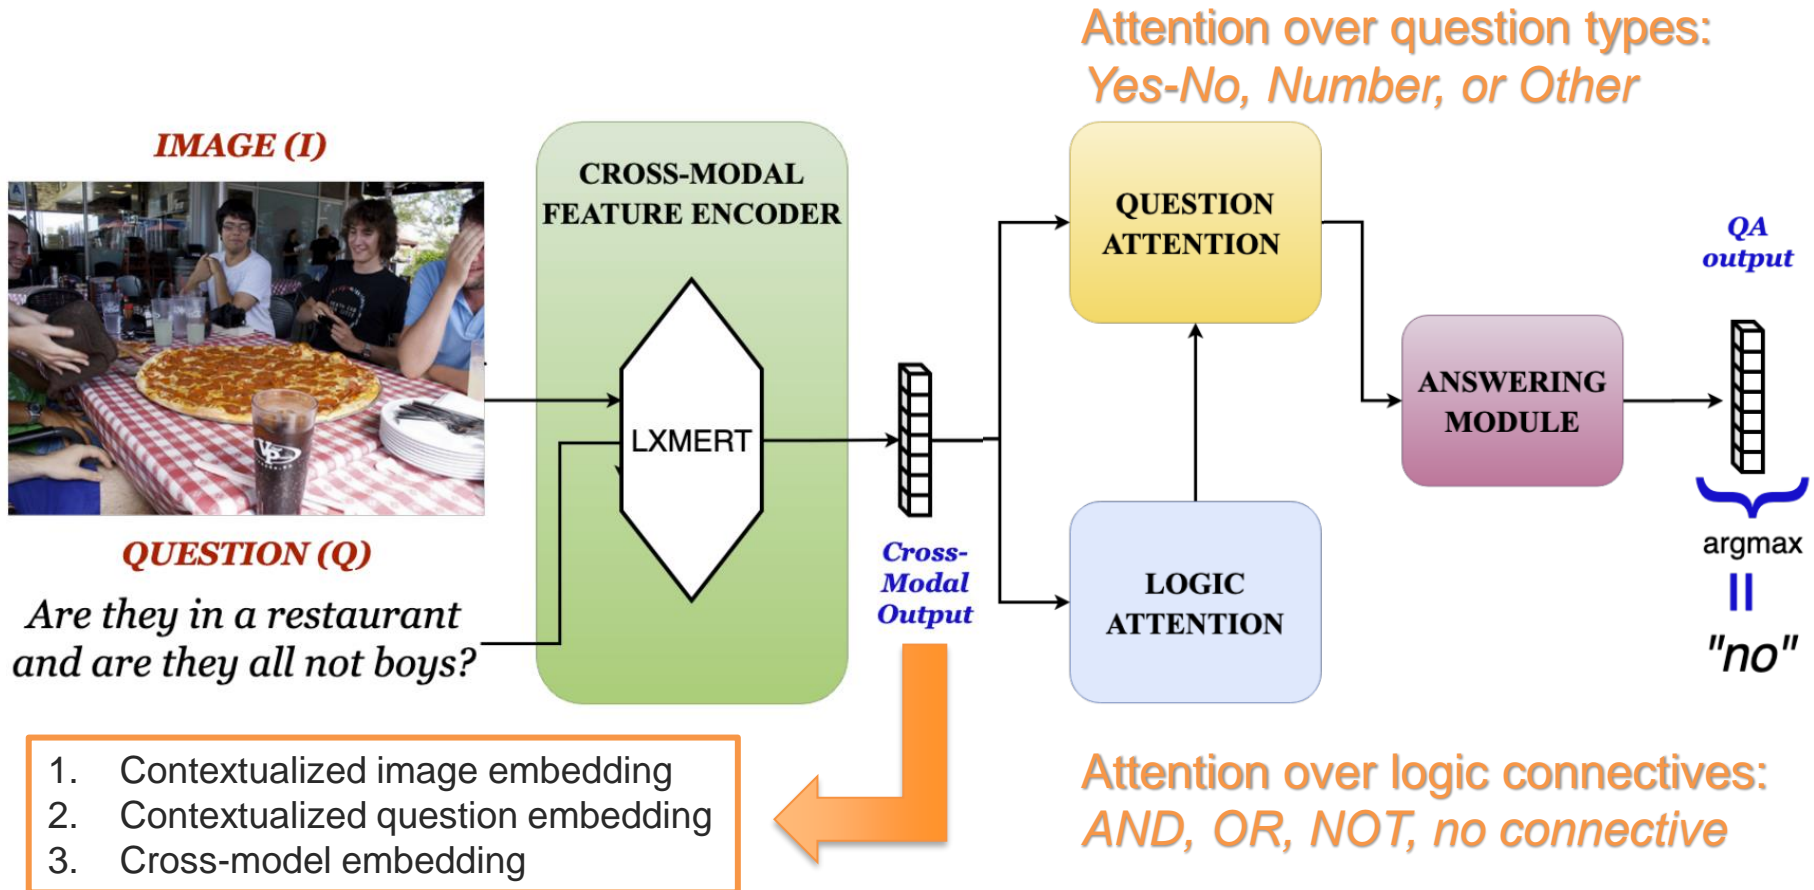 Attention over question types:
Yes-No, Number, or Other
IMAGE (I)
CROSS-MODAL
FEATURE ENCODER
LXMERT
QUESTION (Q)
Are they in a restaurant
and are they all not boys?
Cross-
Modal
Output
QUESTION
ATTENTION
LOGIC
ATTENTION
ANSWERING
MODULE
QA
output
argmax
"no"
1. Contextualized image embedding
2. Contextualized question embedding
3. Cross-model embedding
Attention over logic connectives:
AND, OR, NOT, no connective